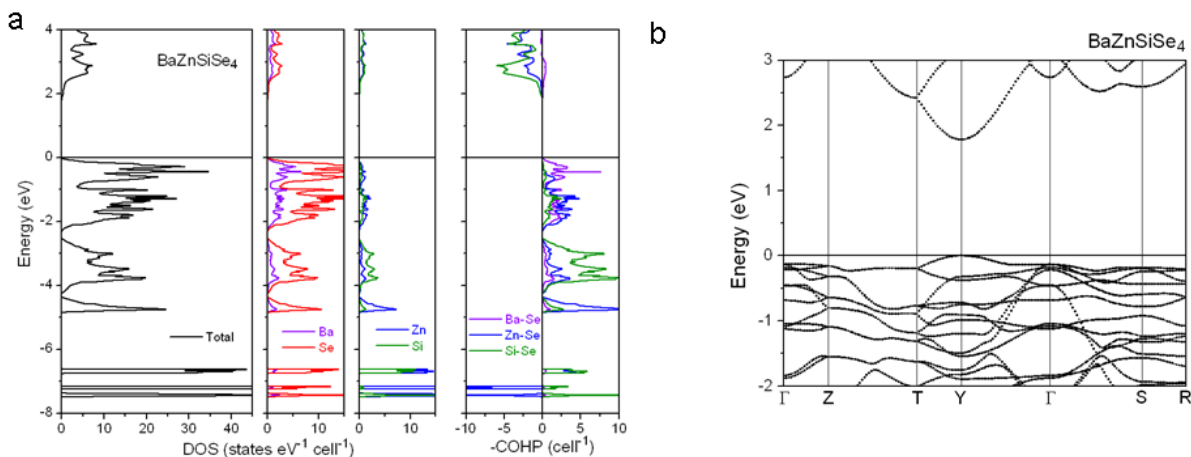 a
BaZnSiSe4
Energy (eV)
4
2
0
-2
-4
-6
-8
Total
Ba
Se
Zn
Si
Ba-Se
Zn-Se
Si-Se
0 10 20 30 40
0 10
0 10
-10 -5 0 5 10
DOS (states eV-1 cell-1)
-COHP (cell-1)
b
BaZnSiSe4
Energy (eV)
3
2
1
0
-1
-2
Γ Z T Y Γ S R